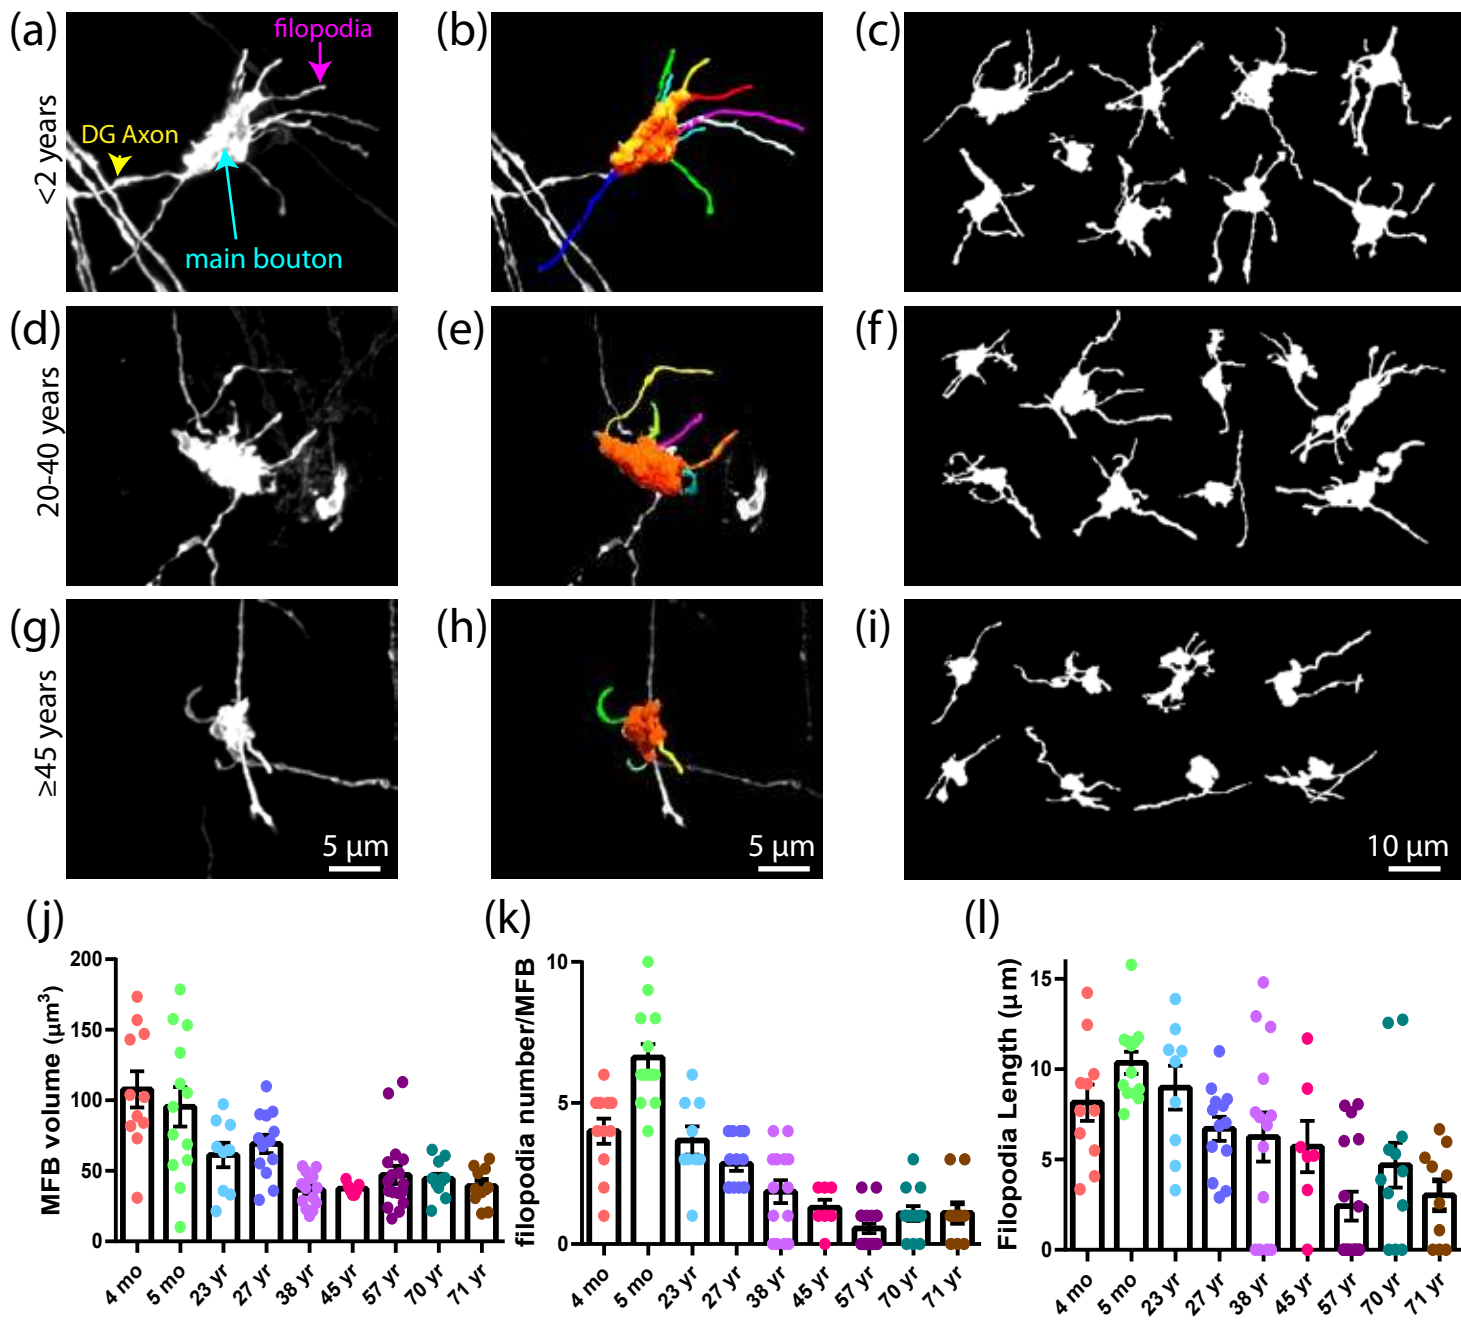 (a)
(b)
(c)
filopodia
DG Axon
main bouton
<2 years
(d)
(e)
(f)
20-40 years
(g)
(h)
(i)
≥45 years
5 µm
5 µm
10 µm
(j)
(k)
(l)
MFB volume (µm³)
200
150
100
50
0
4 mo
5 mo
23 yr
27 yr
38 yr
45 yr
57 yr
70 yr
71 yr
filopodia number/MFB
10
5
0
4 mo
5 mo
23 yr
27 yr
38 yr
45 yr
57 yr
70 yr
71 yr
Filopodia Length (µm)
15
10
5
0
4 mo
5 mo
23 yr
27 yr
38 yr
45 yr
57 yr
70 yr
71 yr